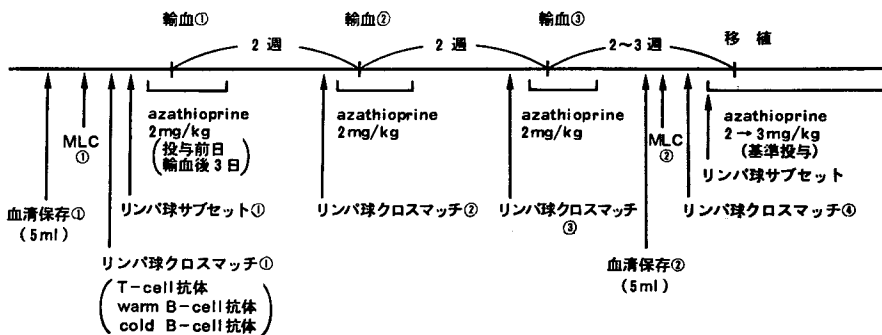 輸血①
輸血②
輸血③
2 週
2 週
2~3週
移 植
azathioprine
2mg/kg
(投与前日
輸血後3日)
azathioprine
2mg/kg
azathioprine
2mg/kg
azathioprine
2→3mg/kg
(基準投与)
MLC
①
MLC
②
リンパ球サブセット
血清保存①
(5ml)
リンパ球サブセット①
リンパ球クロスマッチ②
リンパ球クロスマッチ
③
リンパ球クロスマッチ④
リンパ球クロスマッチ①
(T-cell抗体
warm B-cell抗体
cold B-cell抗体)
血清保存②
(5ml)